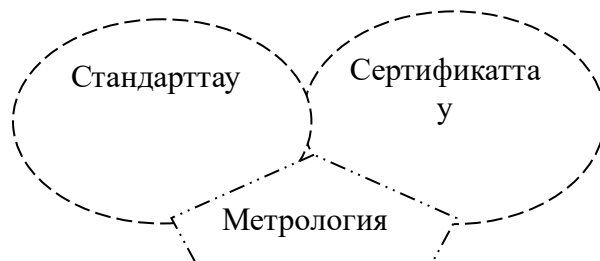 Стандарттау
Сертификатта
у
Метрология